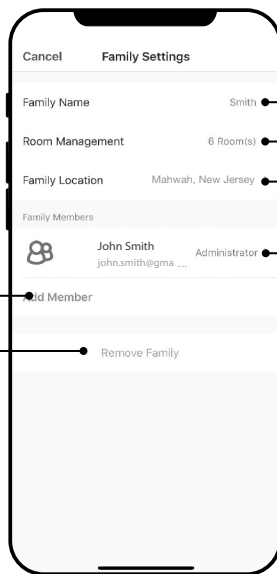 Cancel Family Settings
Family Name Smith
Room Management 6 Room(s)
Family Location Mahwah, New Jersey
Family Members
John Smith Administrator
john.smith@gma ....
Add Member
Remove Family